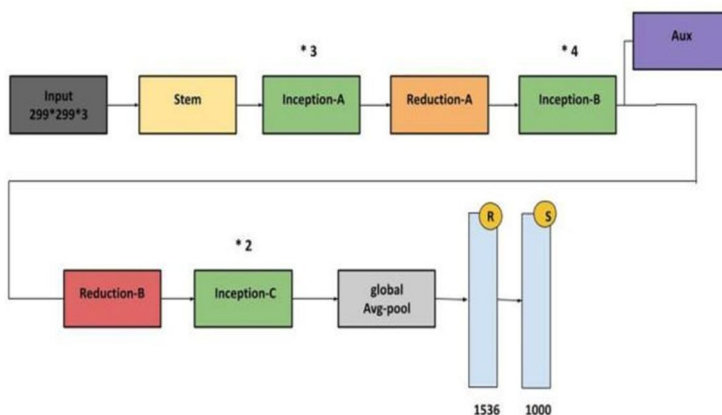 * 3
* 4
Aux
Input
299*299*3
Stem
Inception-A
Reduction-A
Inception-B
R
S
* 2
Reduction-B
Inception-C
global
Avg-pool
1536
1000